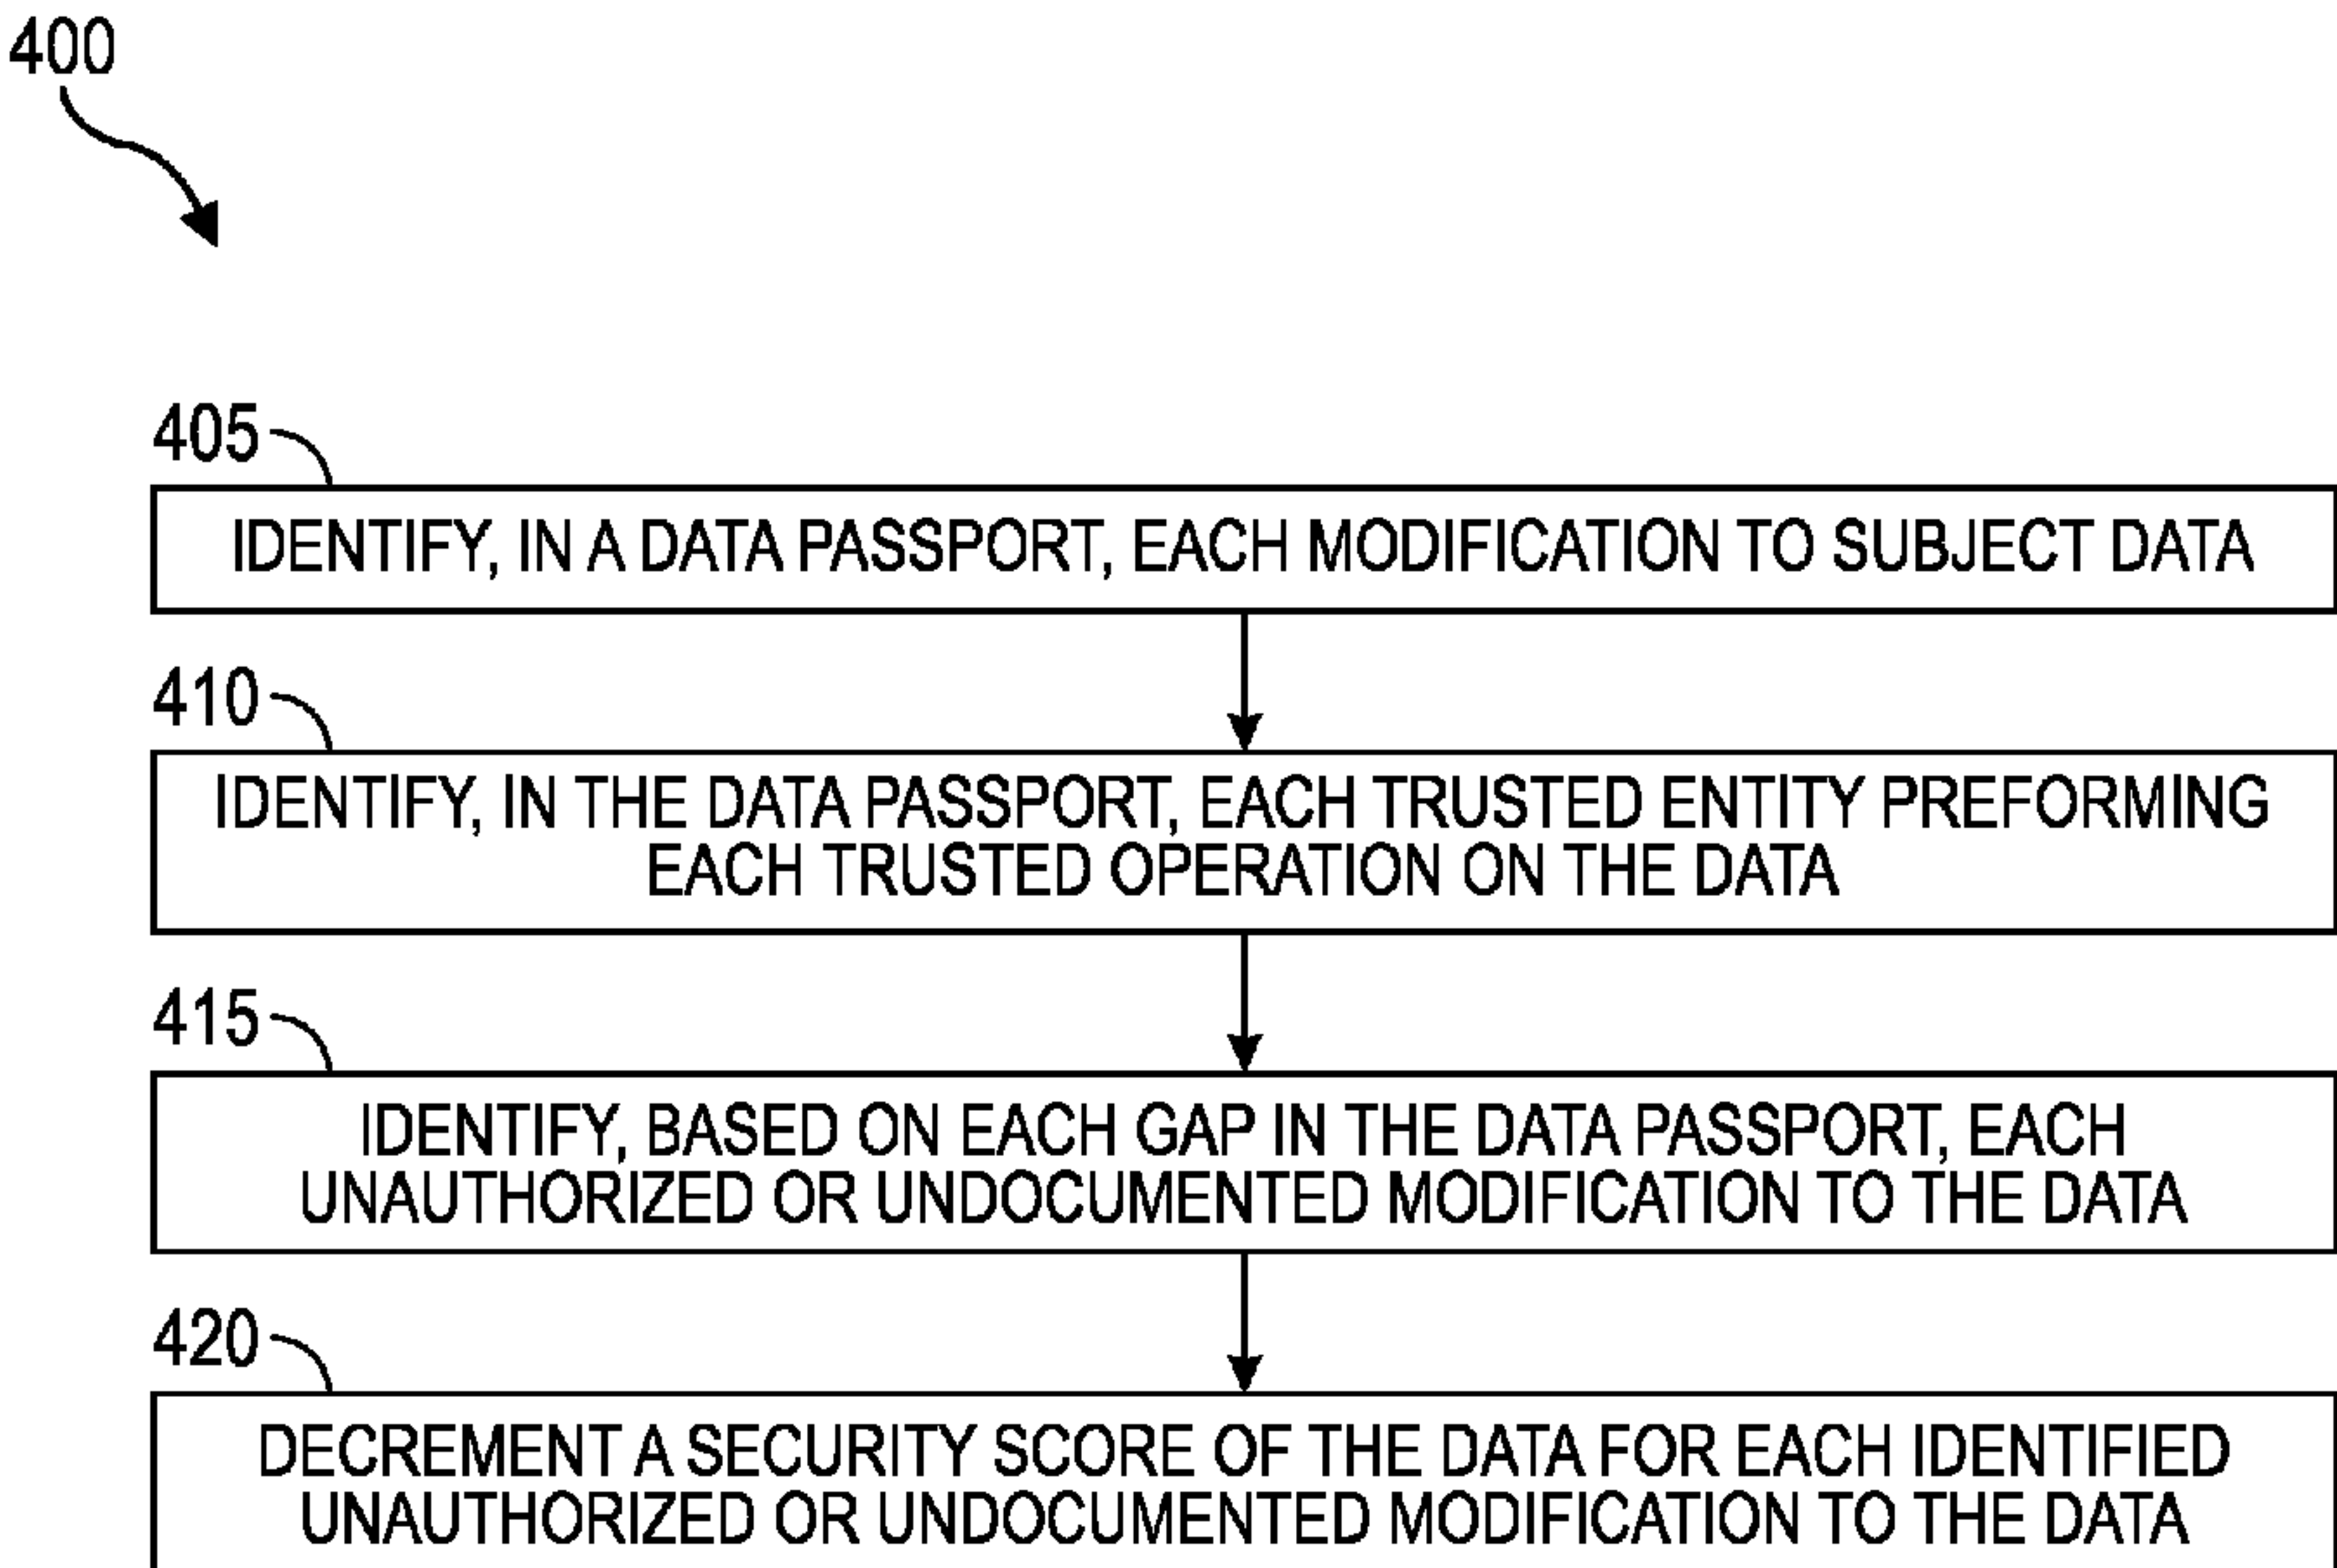 400
405
IDENTIFY, IN A DATA PASSPORT, EACH MODIFICATION TO SUBJECT DATA
410
IDENTIFY, IN THE DATA PASSPORT, EACH TRUSTED ENTITY PREFORMING
EACH TRUSTED OPERATION ON THE DATA
415
IDENTIFY, BASED ON EACH GAP IN THE DATA PASSPORT, EACH
UNAUTHORIZED OR UNDOCUMENTED MODIFICATION TO THE DATA
420
DECREMENT A SECURITY SCORE OF THE DATA FOR EACH IDENTIFIED
UNAUTHORIZED OR UNDOCUMENTED MODIFICATION TO THE DATA